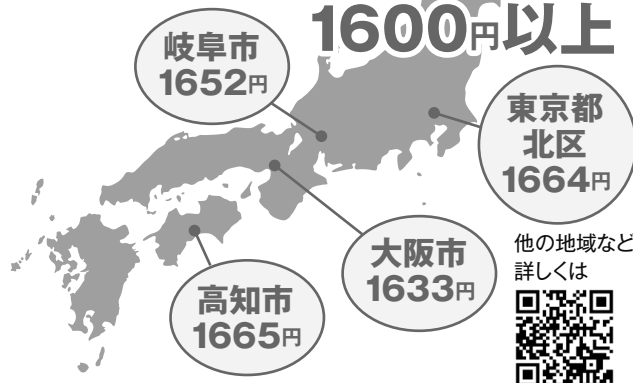 1600円以上
岐阜市
1652円
東京都
北区
1664円
大阪市
1633円
高知市
1665円
他の地域など
詳しくは